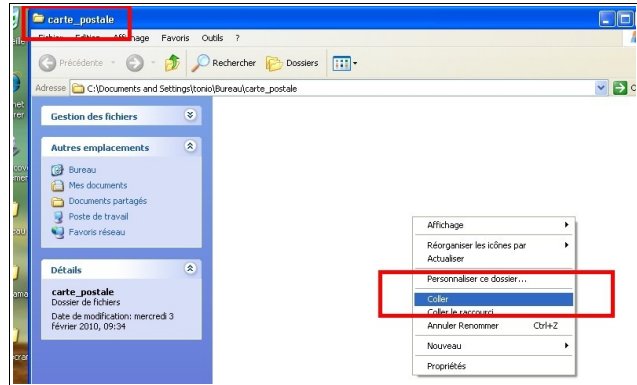 carte_postale
Fichier Edition Affichage Favoris Outils ?
Précédente Rechercher Dossiers
Adresse C:\Documents and Settings\tonio\Bureau\carte_postale
Gestion des fichiers
Autres emplacements
Bureau
Mes documents
Documents partagés
Poste de travail
Favoris réseau
Détails
carte_postale
Dossier de fichiers
Date de modification: mercredi 3
février 2010, 09:34
Affichage
Réorganiser les icônes par
Actualiser
Personnaliser ce dossier...
Coller
Coller le raccourci
Annuler Renommer Ctrl+Z
Nouveau
Propriétés